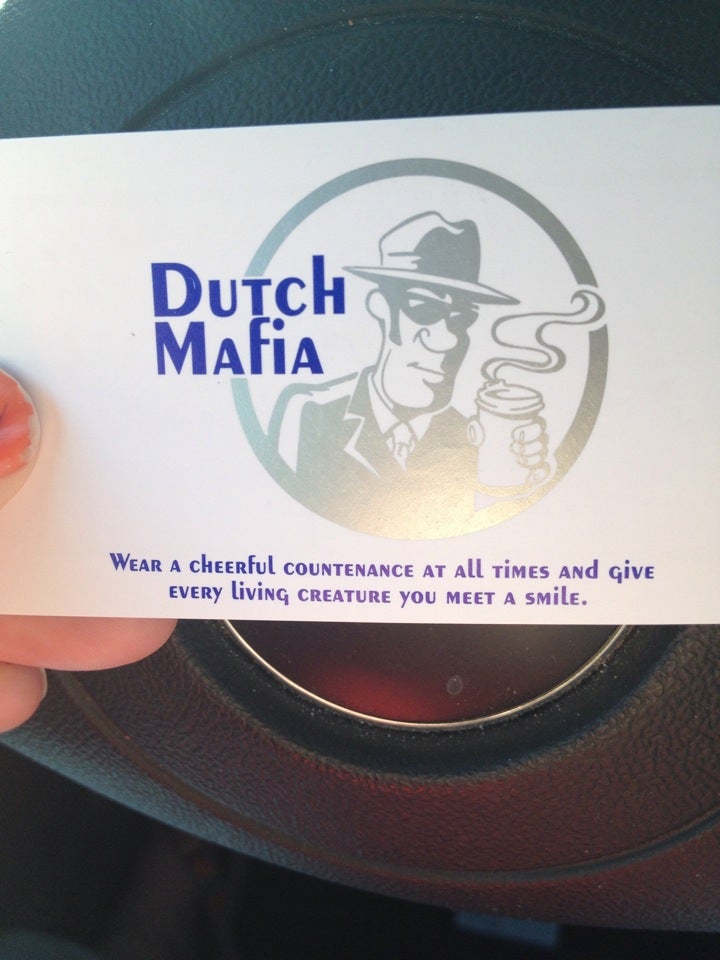 Dutch
Mafia
Wear a cheerful countenance at all times and give
every living creature you meet a smile.